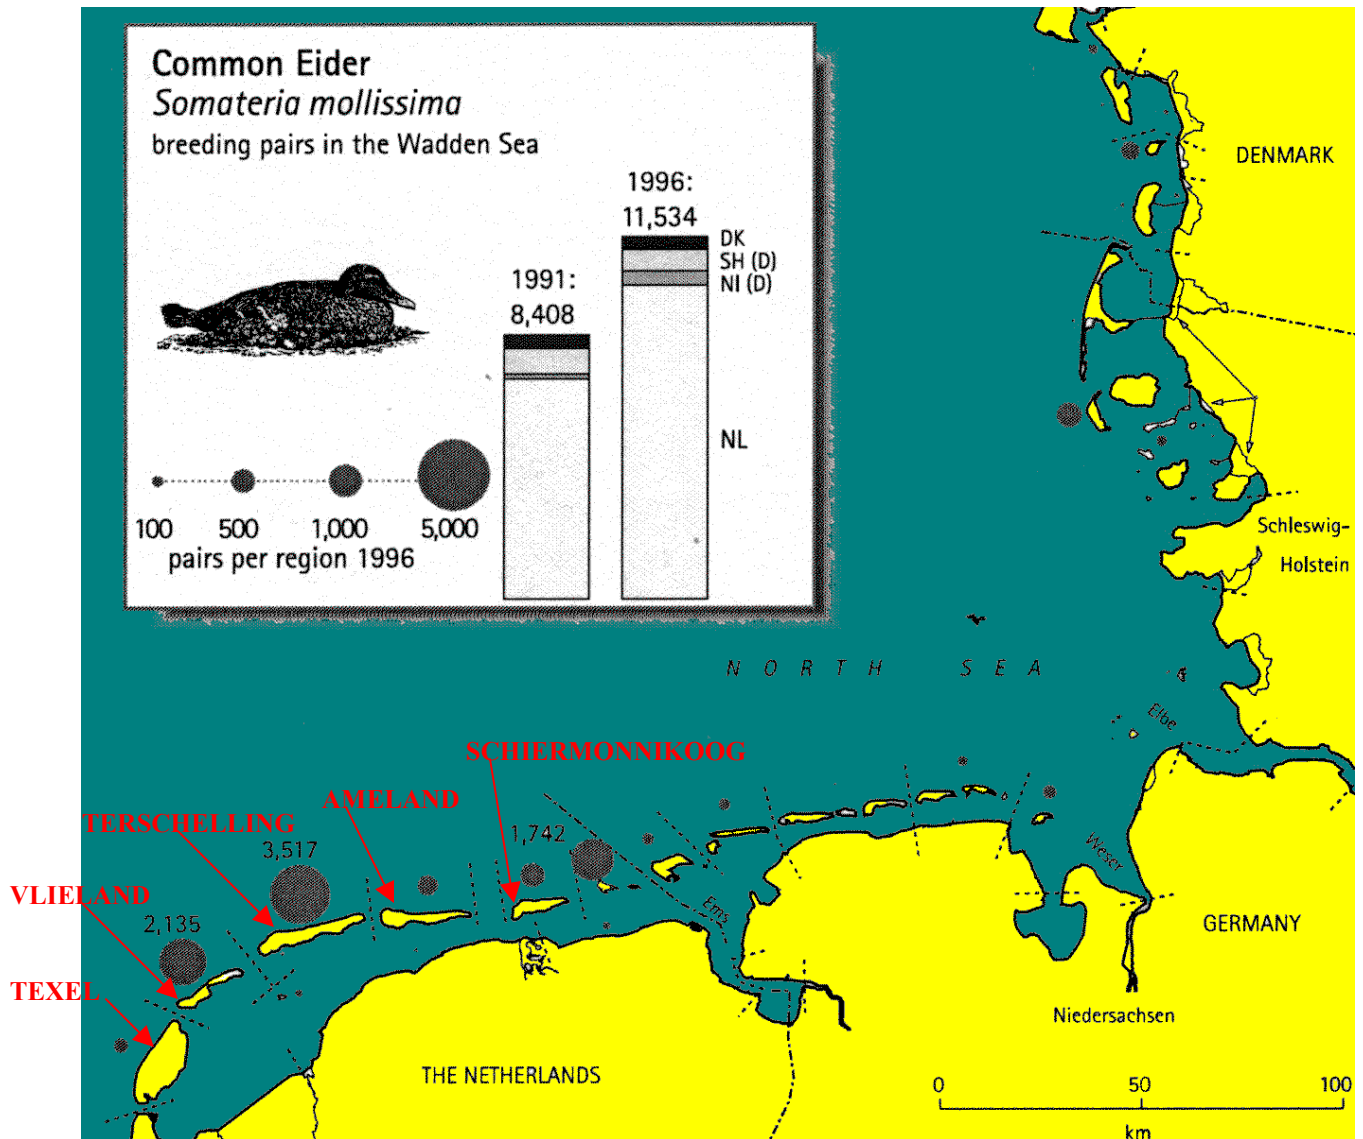 Common Eider
Somateria mollissima
breeding pairs in the Wadden Sea
1996:
11,534
DK
SH (D)
NI (D)
1991:
8,408
NL
100 500 1,000 5,000
pairs per region 1996
DENMARK
Schleswig-
Holstein
NORTH SEA
Elbe
SCHIERMONNIKOOG
AMELAND
TERSCHELLING
3,517
1,742
VLIELAND
2,135
Weser
Ems
GERMANY
TEXEL
Niedersachsen
THE NETHERLANDS
0 50 100
km